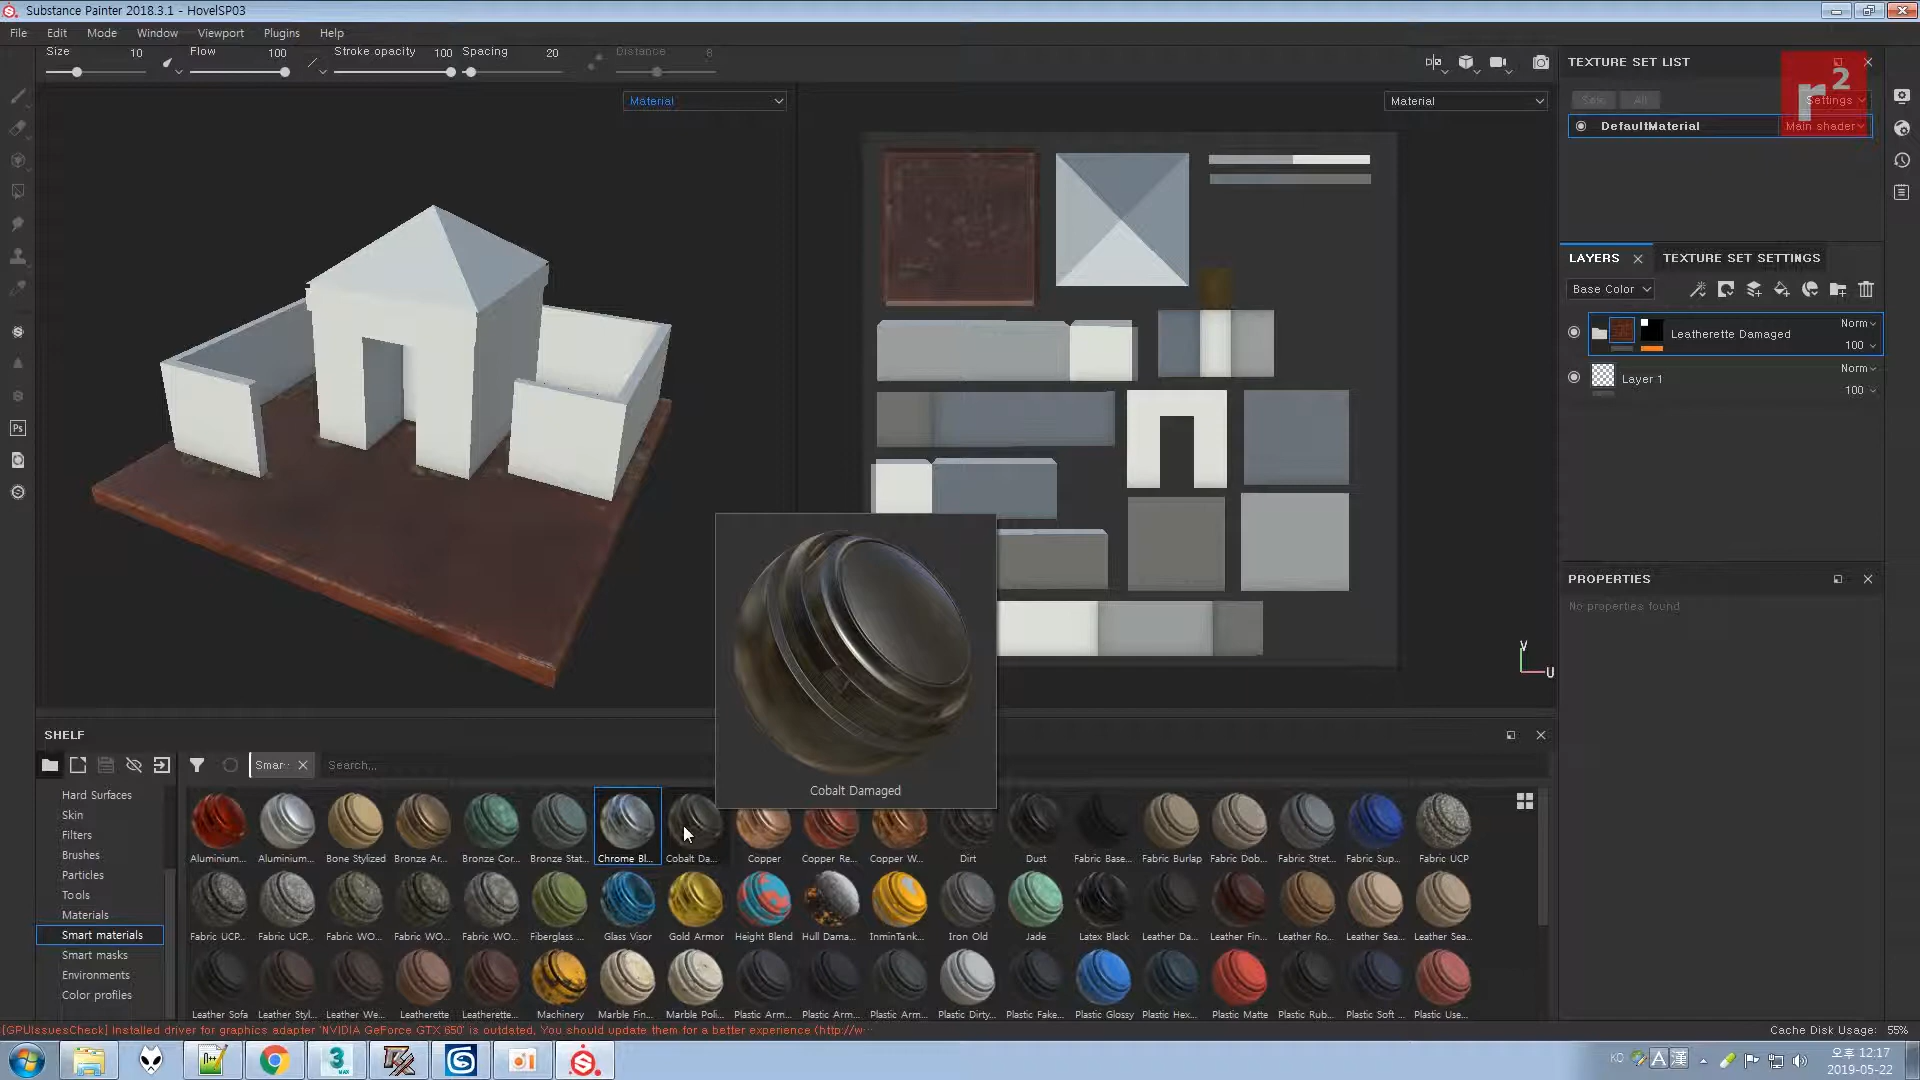 Substance Painter 2018.3.1 - HovelSP03
File Edit Mode Window Viewport Plugins Help
Size 10 Flow 100 Stroke opacity 100 Spacing 20 Distance 8
Material
Material
TEXTURE SET LIST
r2
Solo All Settings
DefaultMaterial Main shader
LAYERS TEXTURE SET SETTINGS
Base Color
Leatherette Damaged Norm 100
Layer 1 Norm 100
PROPERTIES
No properties found
Ps
V
U
Cobalt Damaged
SHELF
Smar Search...
Hard Surfaces
Skin
Filters
Brushes
Particles
Tools
Materials
Smart materials
Smart masks
Environments
Color profiles
Aluminium... Aluminium... Bone Stylized Bronze Ar... Bronze Cor... Bronze Stat... Chrome Bl... Cobalt Da... Copper Copper Re... Copper W... Dirt Dust Fabric Base... Fabric Burlap Fabric Dob... Fabric Stret... Fabric Sup... Fabric UCP
Fabric UCP... Fabric UCP... Fabric WO... Fabric WO... Fabric WO... Fiberglass ... Glass Visor Gold Armor Height Blend Hull Dama... InminTank... Iron Old Jade Latex Black Leather Da... Leather Fin... Leather Ro... Leather Sea... Leather Sea...
Leather Sofa Leather Styl... Leather We... Leatherette Leatherette... Machinery Marble Fin... Marble Poli... Plastic Arm... Plastic Arm... Plastic Arm... Plastic Dirty... Plastic Fake... Plastic Glossy Plastic Hex... Plastic Matte Plastic Rub... Plastic Soft ... Plastic Use...
[GPUIssuesCheck] Installed driver for graphics adapter 'NVIDIA GeForce GTX 650' is outdated, You should update them for a better experience (http://w...
Cache Disk Usage: 55%
n++
3
MAX
KO A 漢 오후 12:17
2019-05-22